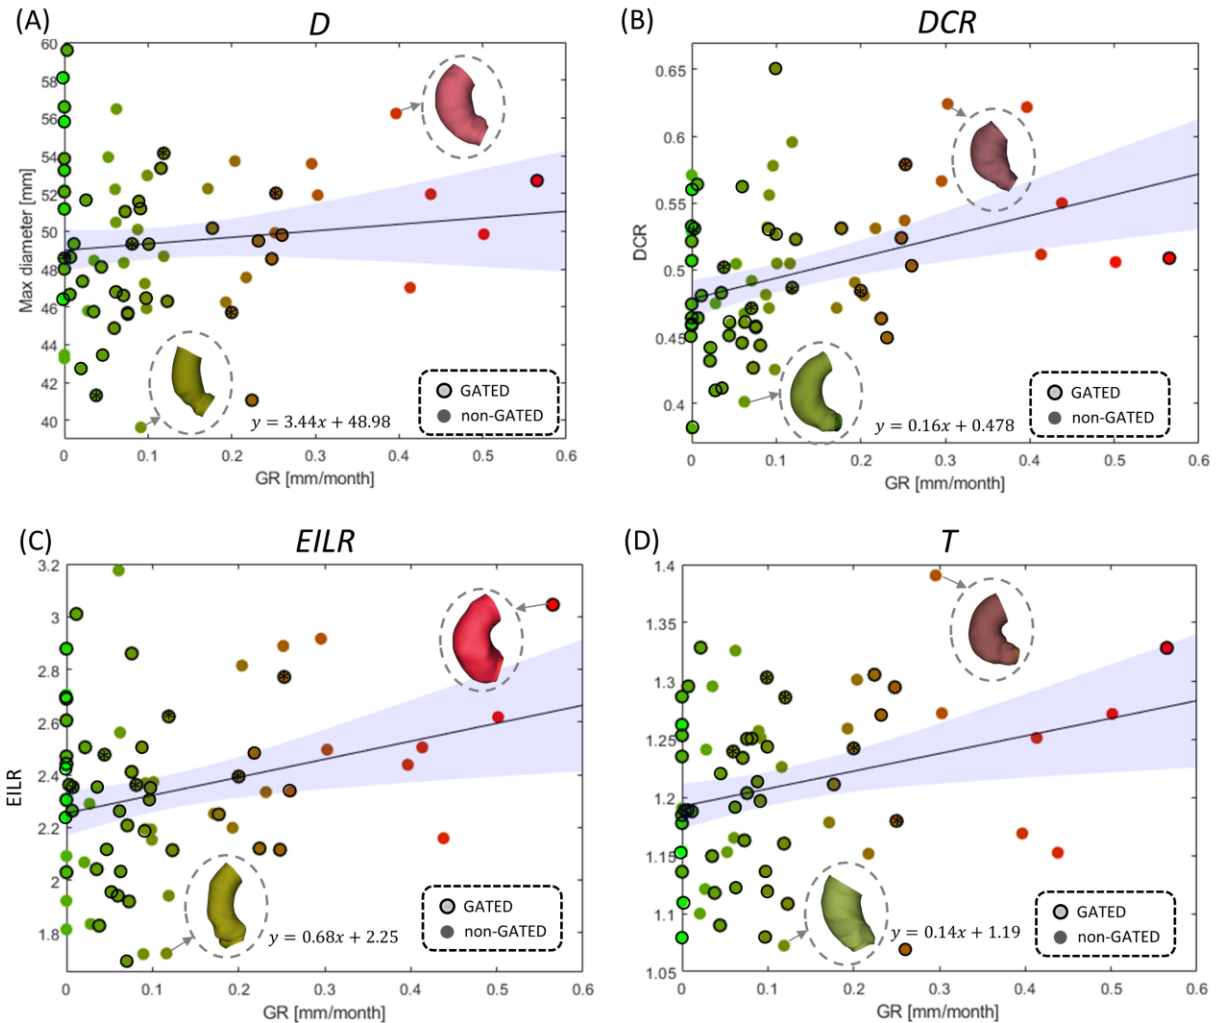 (A)
D
60
58
56
54
52
50
48
46
44
42
40
Max diameter [mm]
0
0.1
0.2
0.3
0.4
0.5
0.6
GR [mm/month]
y = 3.44x + 48.98
GATED
non-GATED
(B)
DCR
0.65
0.6
0.55
0.5
0.45
0.4
DCR
0
0.1
0.2
0.3
0.4
0.5
0.6
GR [mm/month]
y = 0.16x + 0.478
GATED
non-GATED
(C)
EILR
3.2
3
2.8
2.6
2.4
2.2
2
1.8
EILR
0
0.1
0.2
0.3
0.4
0.5
0.6
GR [mm/month]
y = 0.68x + 2.25
GATED
non-GATED
(D)
T
1.4
1.35
1.3
1.25
1.2
1.15
1.1
1.05
0
0.1
0.2
0.3
0.4
0.5
0.6
GR [mm/month]
y = 0.14x + 1.19
GATED
non-GATED